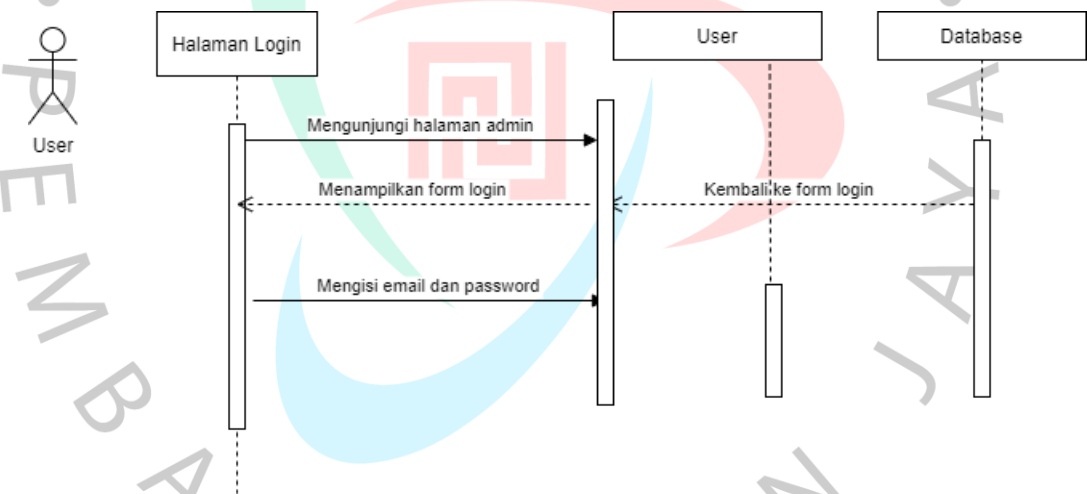 Halaman Login
User
Database
User
Mengunjungi halaman admin
Menampilkan form login
Kembali ke form login
Mengisi email dan password
P E M B A
N J A Y A